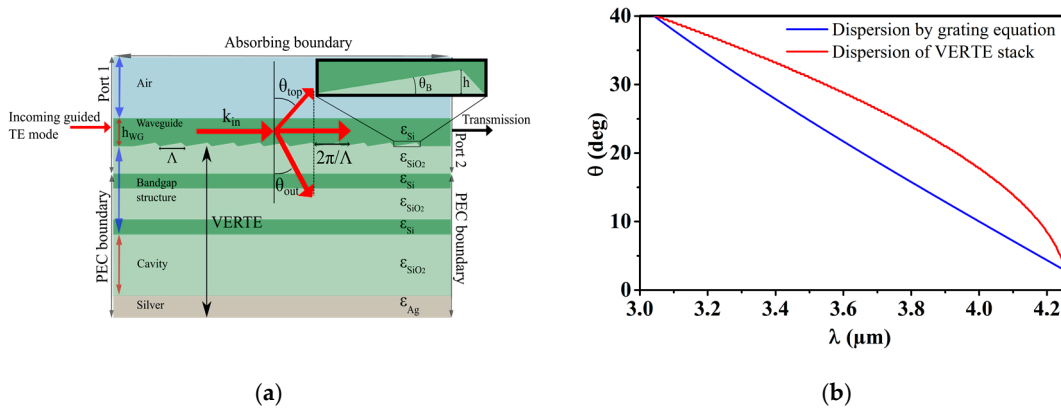 Absorbing boundary
Port 1
Air
θtop
θB
h
Incoming guided
TE mode
hWG
Waveguide
kin
εSi
Transmission
Λ
2π/Λ
εSiO2
Port 2
θout
Bandgap
structure
εSi
εSiO2
VERTE
εSi
PEC boundary
PEC boundary
Cavity
εSiO2
Silver
εAg
(a)
Dispersion by grating equation
Dispersion of VERTE stack
40
30
20
10
0
θ (deg)
3.0 3.2 3.4 3.6 3.8 4.0 4.2
λ (µm)
(b)